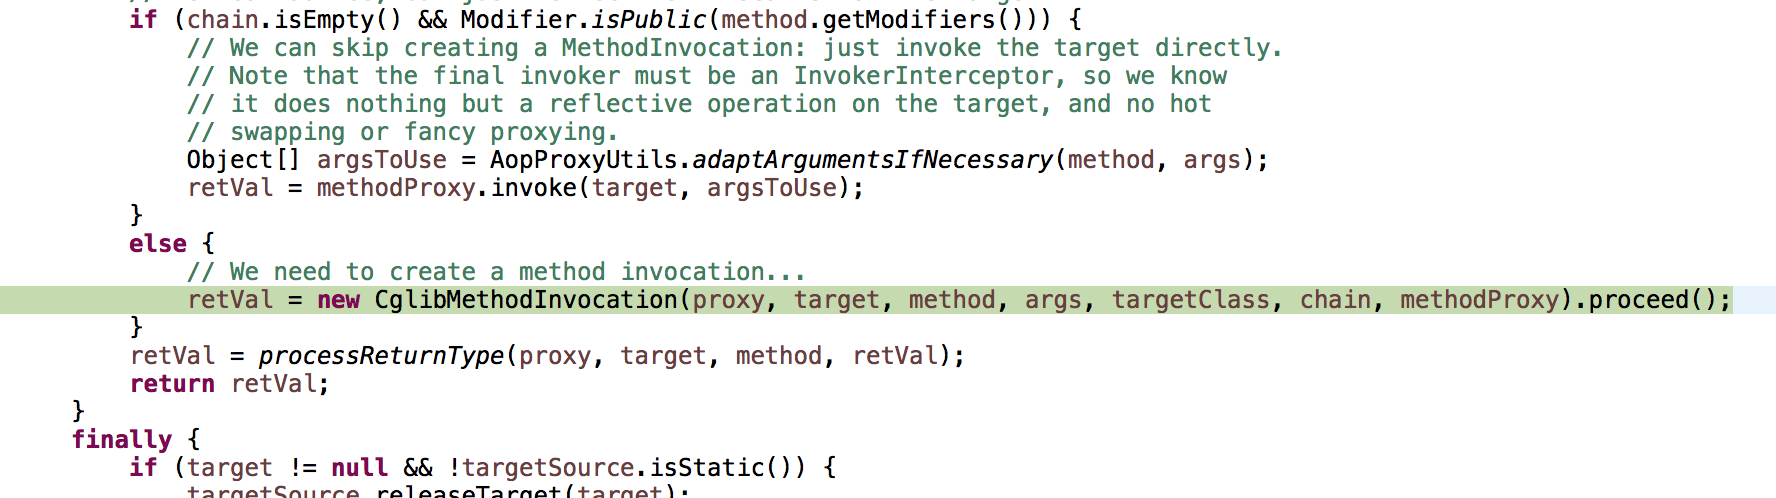 if (chain.isEmpty() && Modifier.isPublic(method.getModifiers())) {
// We can skip creating a MethodInvocation: just invoke the target directly.
// Note that the final invoker must be an InvokerInterceptor, so we know
// it does nothing but a reflective operation on the target, and no hot
// swapping or fancy proxying.
Object[] argsToUse = AopProxyUtils.adaptArgumentsIfNecessary(method, args);
retVal = methodProxy.invoke(target, argsToUse);
}
else {
// We need to create a method invocation...
retVal = new CglibMethodInvocation(proxy, target, method, args, targetClass, chain, methodProxy).proceed();
}
retVal = processReturnType(proxy, target, method, retVal);
return retVal;
}
finally {
if (target != null && !targetSource.isStatic()) {
targetSource.releaseTarget(target);